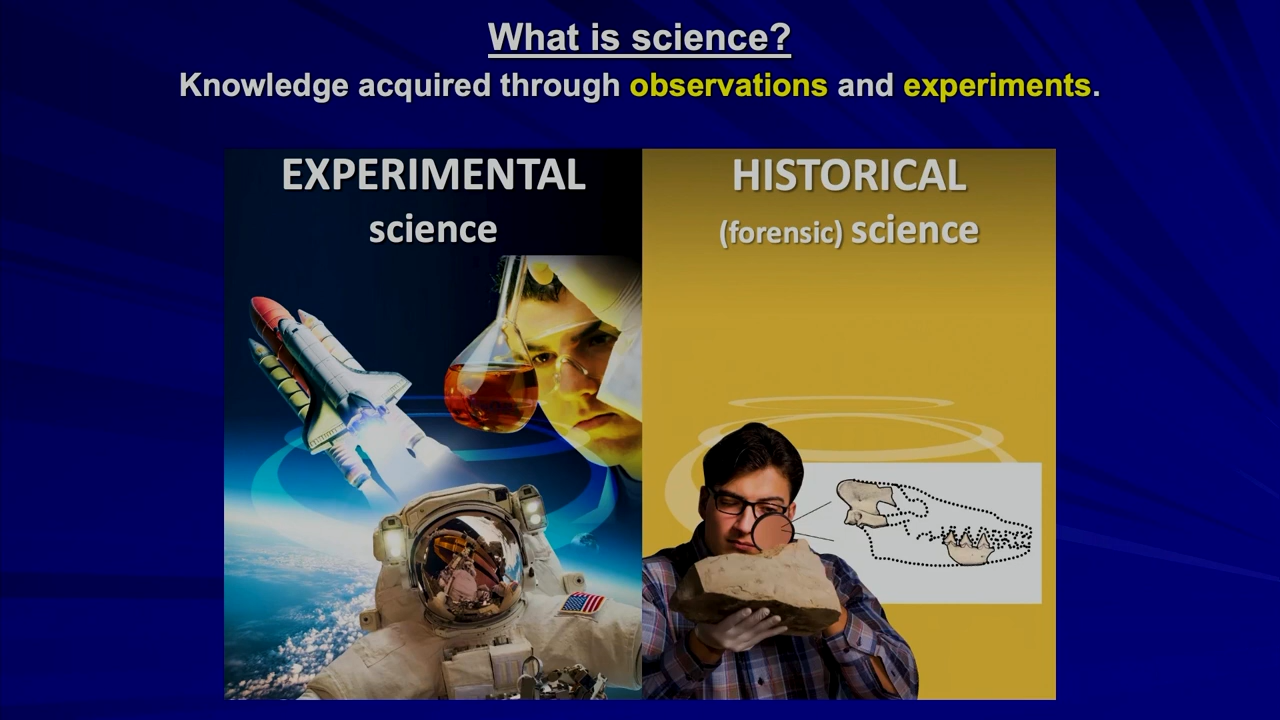 What is science?
Knowledge acquired through observations and experiments.
EXPERIMENTAL
science
HISTORICAL
(forensic) science